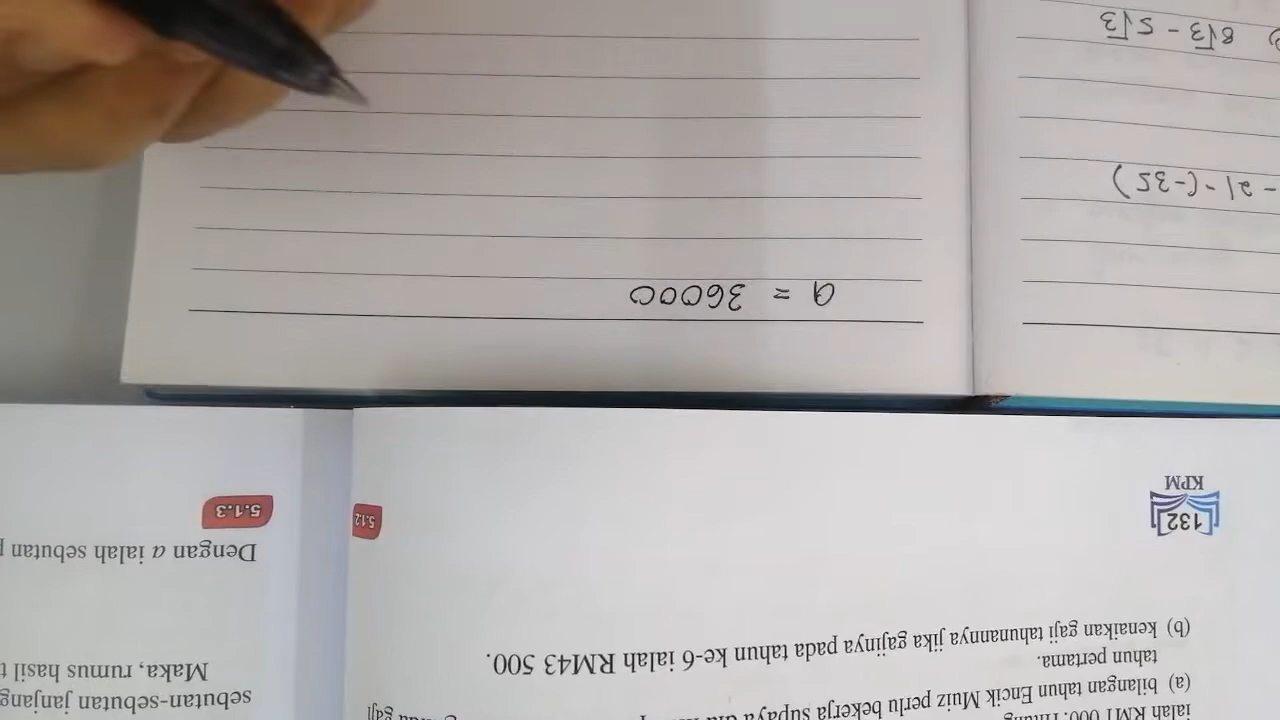 8√3 - 5√3
- 21 - (-35)
a = 36000
ialah RM1 000.
(a) bilangan tahun Encik Muiz perlu bekerja supaya
tahun pertama.
(b) kenaikan gaji tahunannya jika gajinya pada tahun ke-6 ialah RM43 500.
132
KPM
5.1.2
sebutan-sebutan janjang
Maka, rumus hasil
Dengan a ialah sebutan
5.1.3